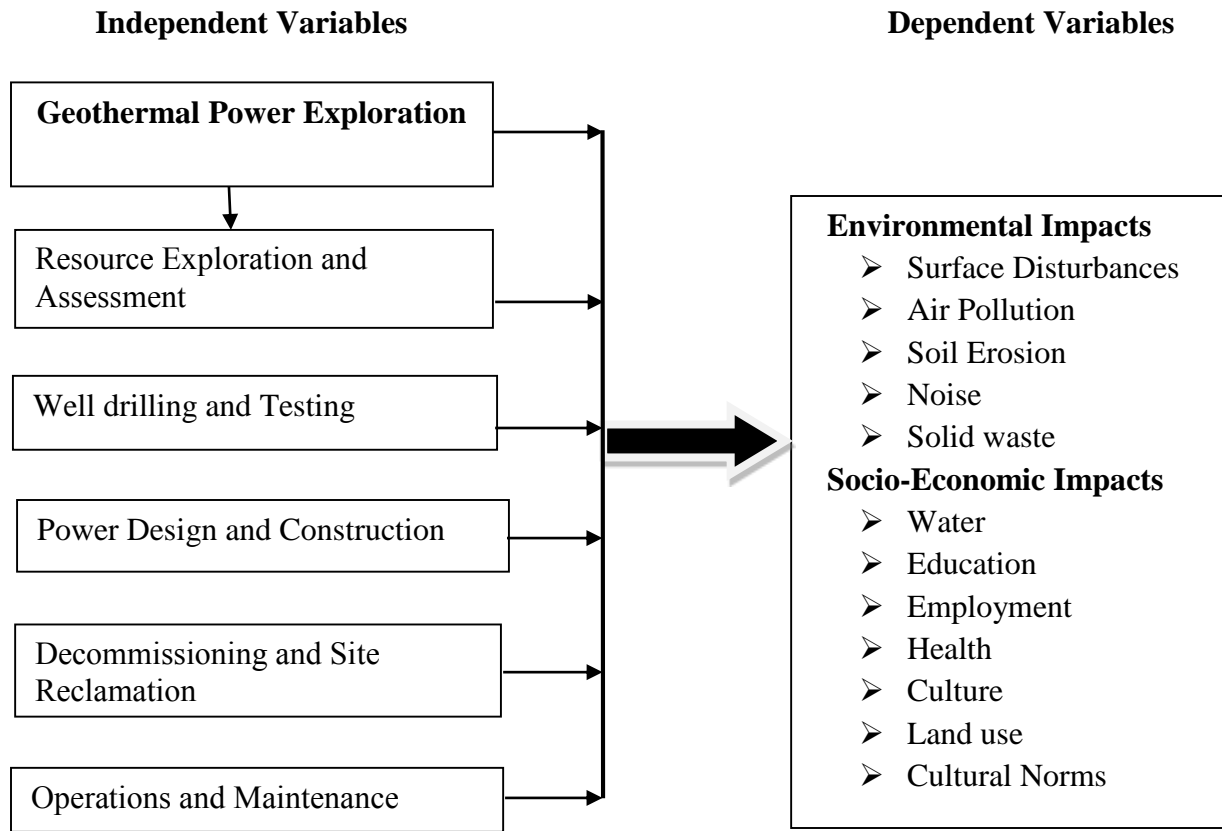 Independent Variables
Dependent Variables
Geothermal Power Exploration
Resource Exploration and
Assessment
Well drilling and Testing
Power Design and Construction
Decommissioning and Site
Reclamation
Operations and Maintenance
Environmental Impacts
Surface Disturbances
Air Pollution
Soil Erosion
Noise
Solid waste
Socio-Economic Impacts
Water
Education
Employment
Health
Culture
Land use
Cultural Norms